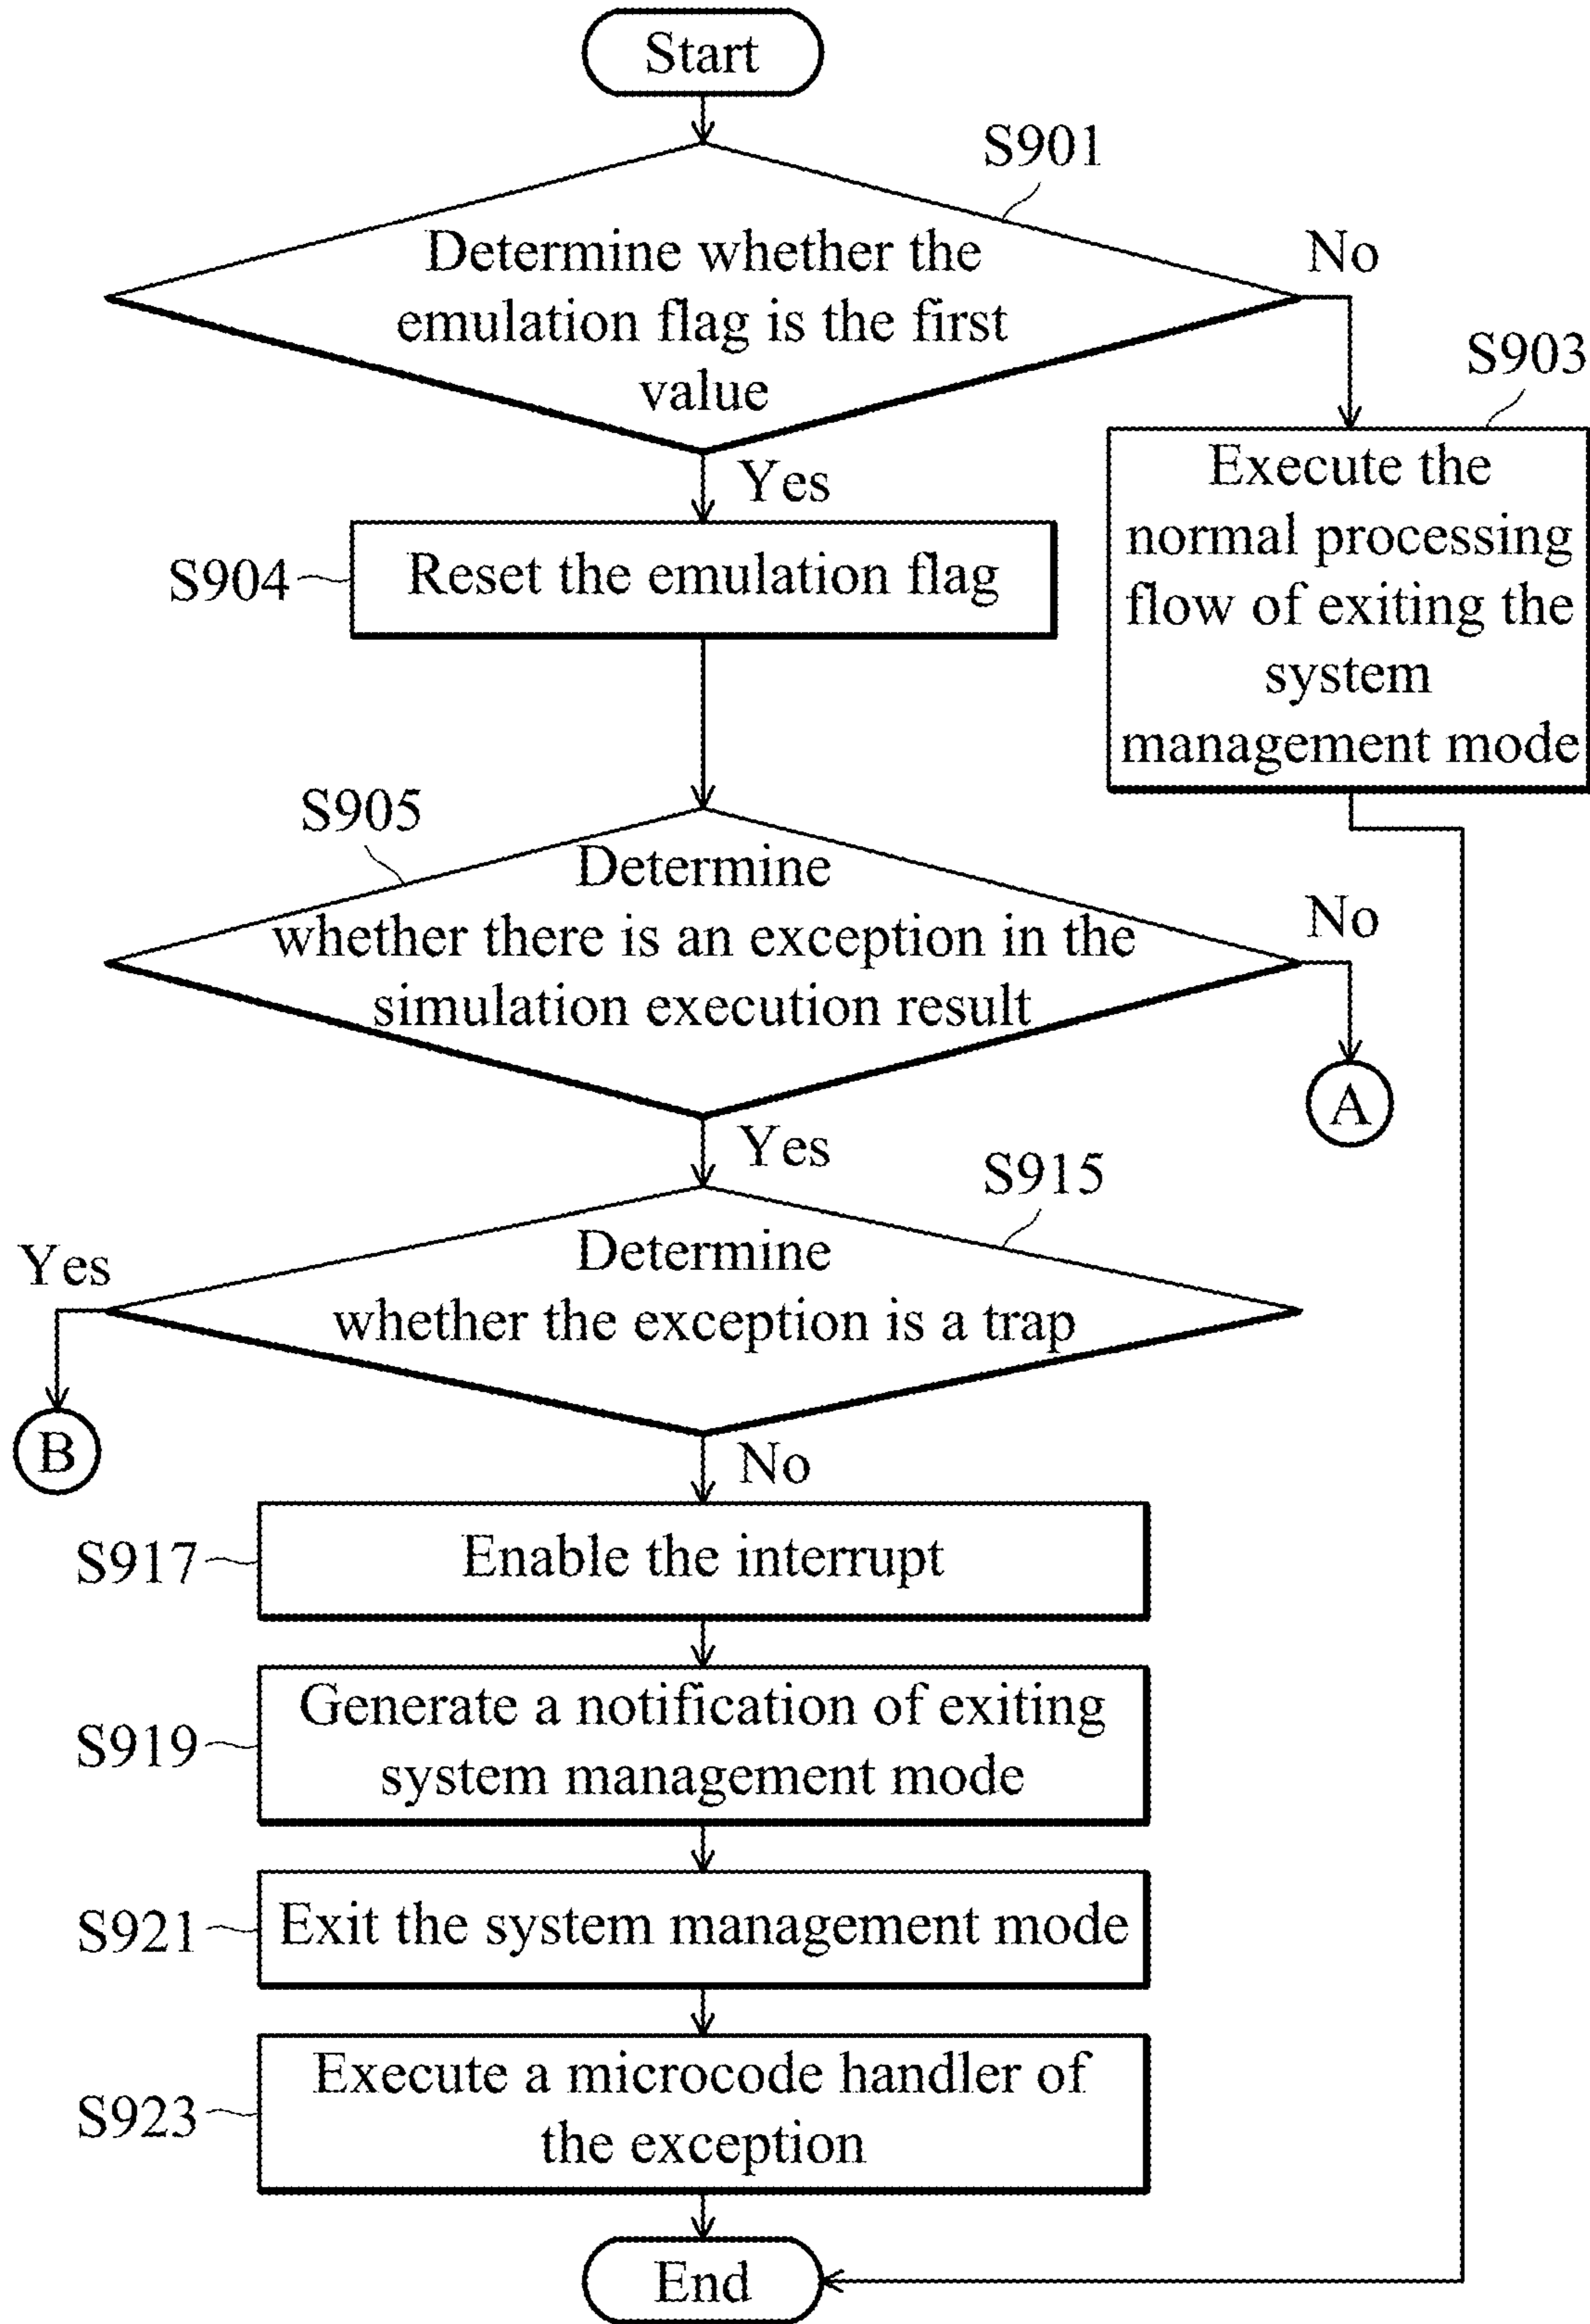 Start
S901
Determine whether the
emulation flag is the first
value
No
S903
Execute the
normal processing
flow of exiting the
system
management mode
Yes
S904
Reset the emulation flag
S905
Determine
whether there is an exception in the
simulation execution result
No
A
Yes
S915
Determine
whether the exception is a trap
Yes
B
No
S917
Enable the interrupt
S919
Generate a notification of exiting
system management mode
S921
Exit the system management mode
S923
Execute a microcode handler of
the exception
End